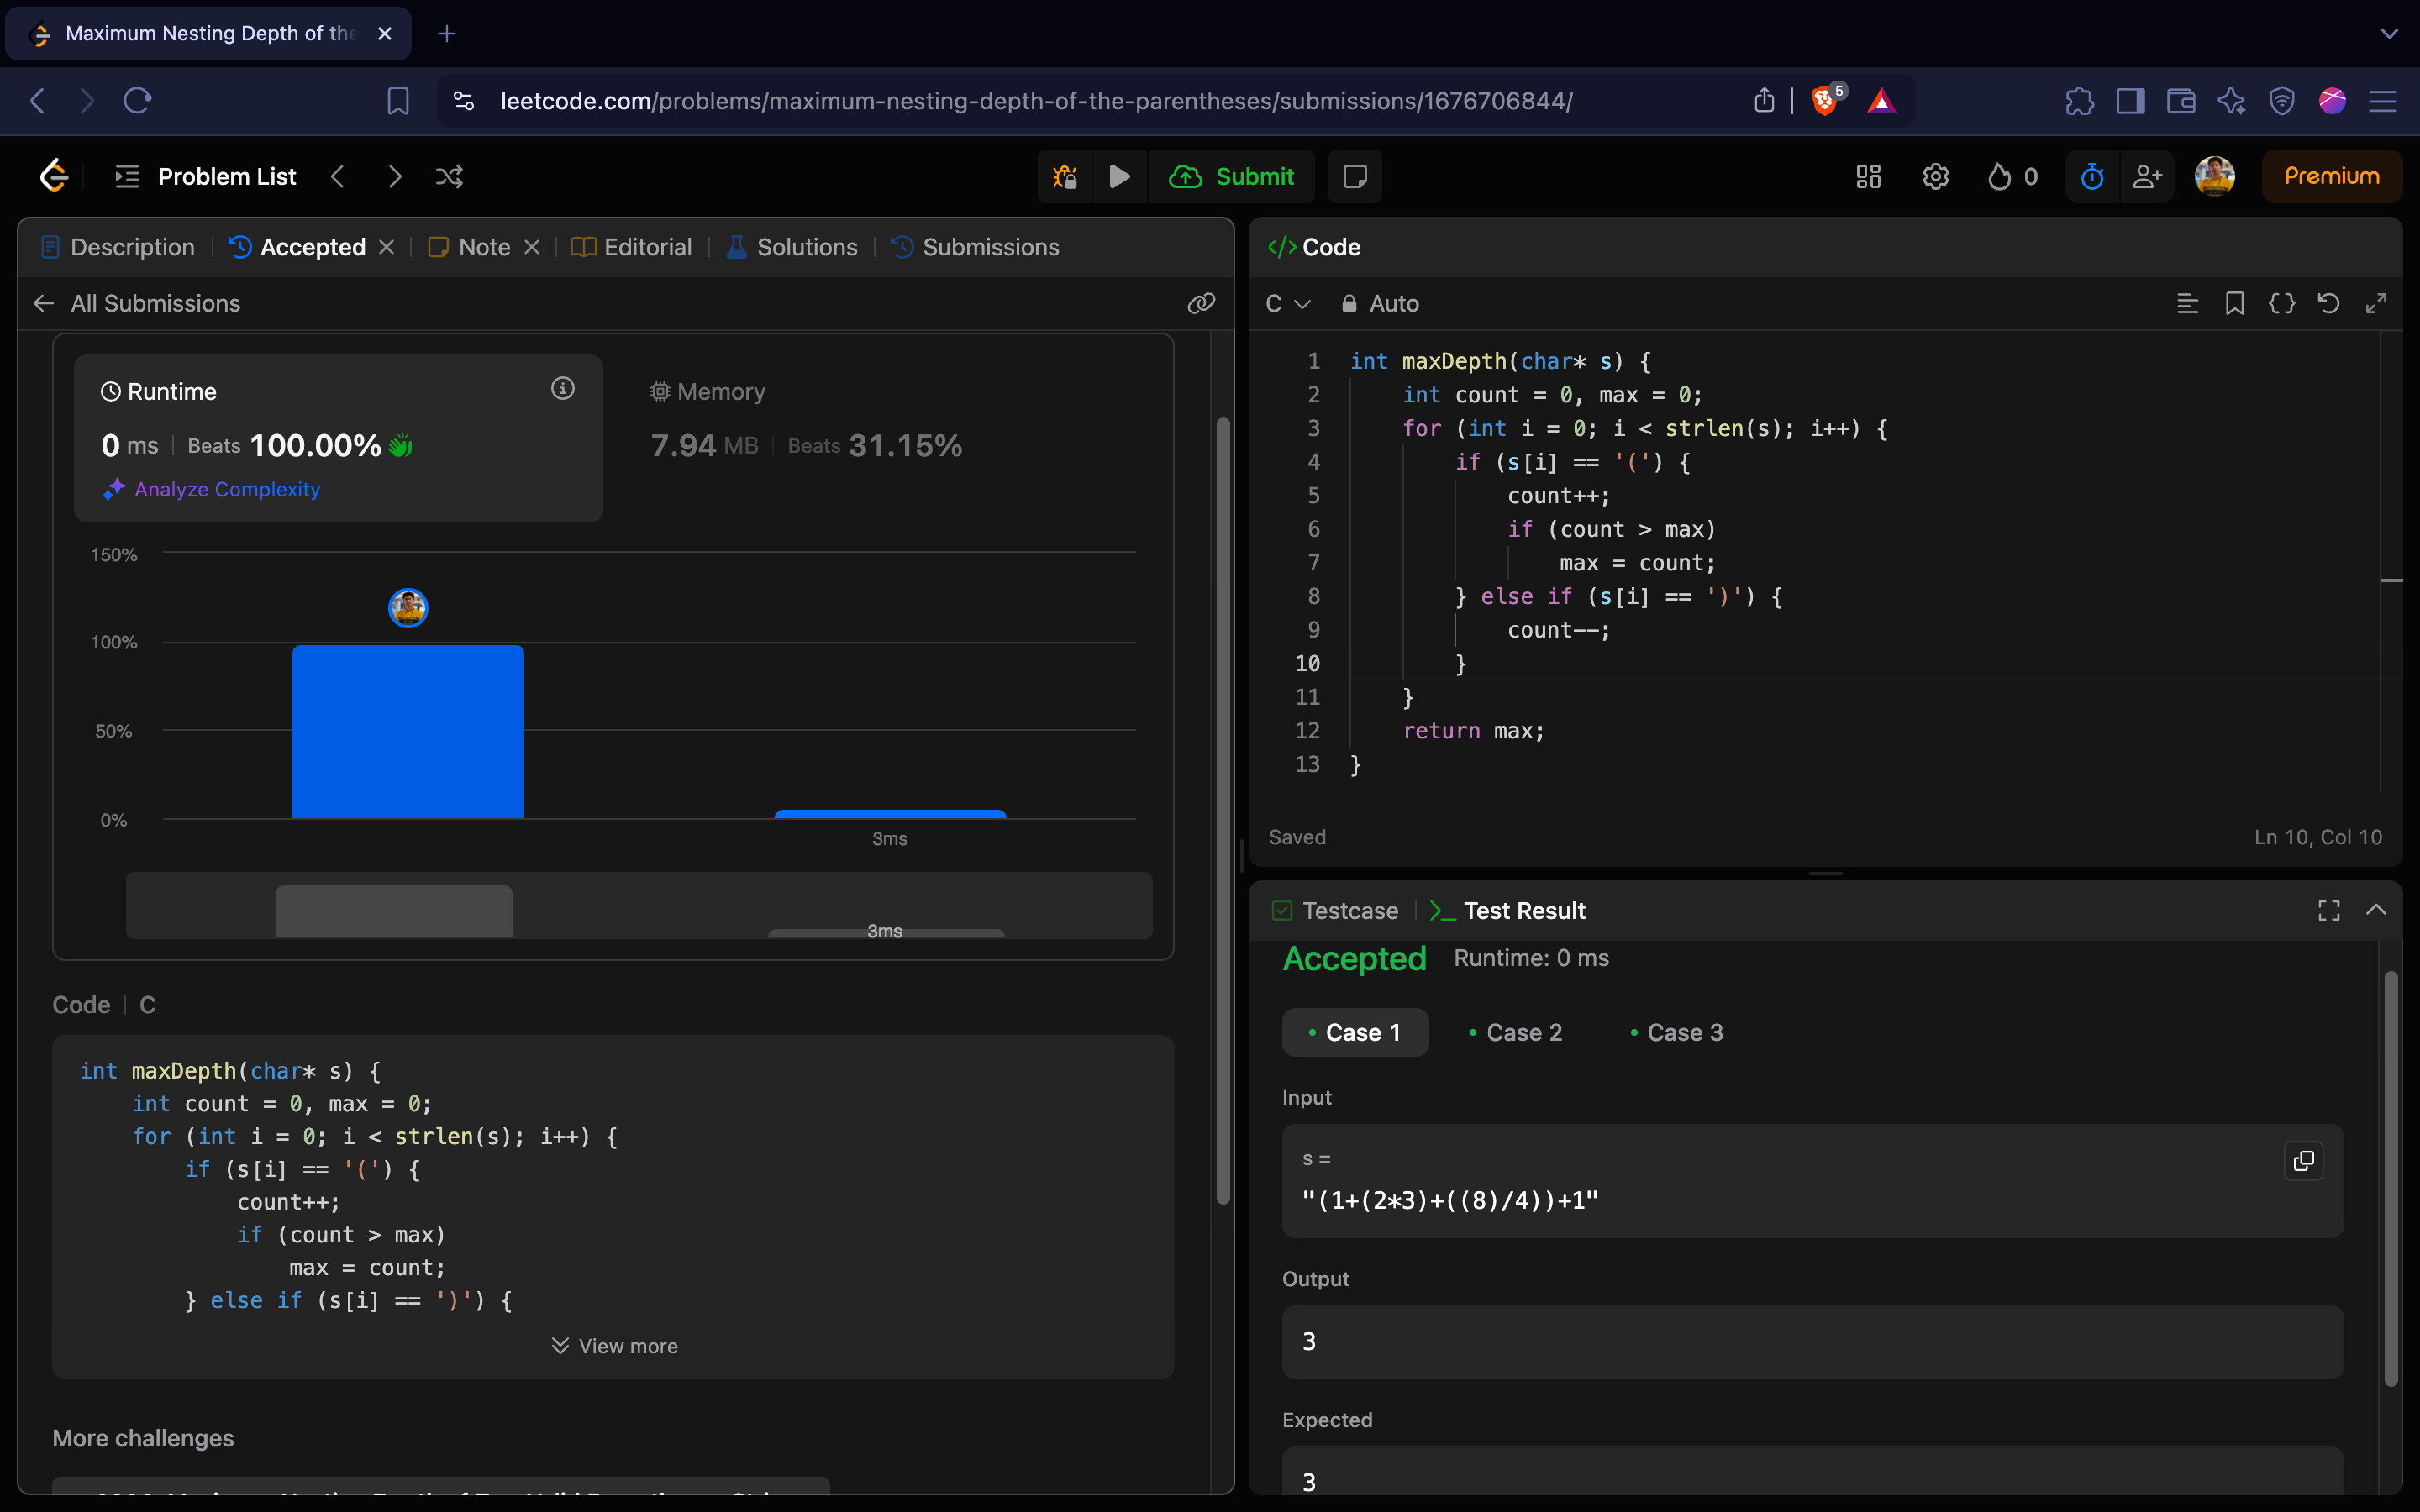 Maximum Nesting Depth of the
leetcode.com/problems/maximum-nesting-depth-of-the-parentheses/submissions/1676706844/
5
Problem List
Submit
0
Premium
Description
Accepted
Note
Editorial
Solutions
Submissions
All Submissions
Runtime
0 ms
Beats 100.00%
Analyze Complexity
Memory
7.94 MB
Beats 31.15%
150%
100%
50%
0%
3ms
3ms
Code
C
int maxDepth(char* s) {
    int count = 0, max = 0;
    for (int i = 0; i < strlen(s); i++) {
        if (s[i] == '(') {
            count++;
            if (count > max)
                max = count;
        } else if (s[i] == ')') {
View more
More challenges
Code
C
Auto
1 int maxDepth(char* s) {
2     int count = 0, max = 0;
3     for (int i = 0; i < strlen(s); i++) {
4         if (s[i] == '(') {
5             count++;
6             if (count > max)
7                 max = count;
8         } else if (s[i] == ')') {
9             count--;
10         }
11     }
12     return max;
13 }
Saved
Ln 10, Col 10
Testcase
Test Result
Accepted
Runtime: 0 ms
Case 1
Case 2
Case 3
Input
s =
"(1+(2*3)+((8)/4))+1"
Output
3
Expected
3